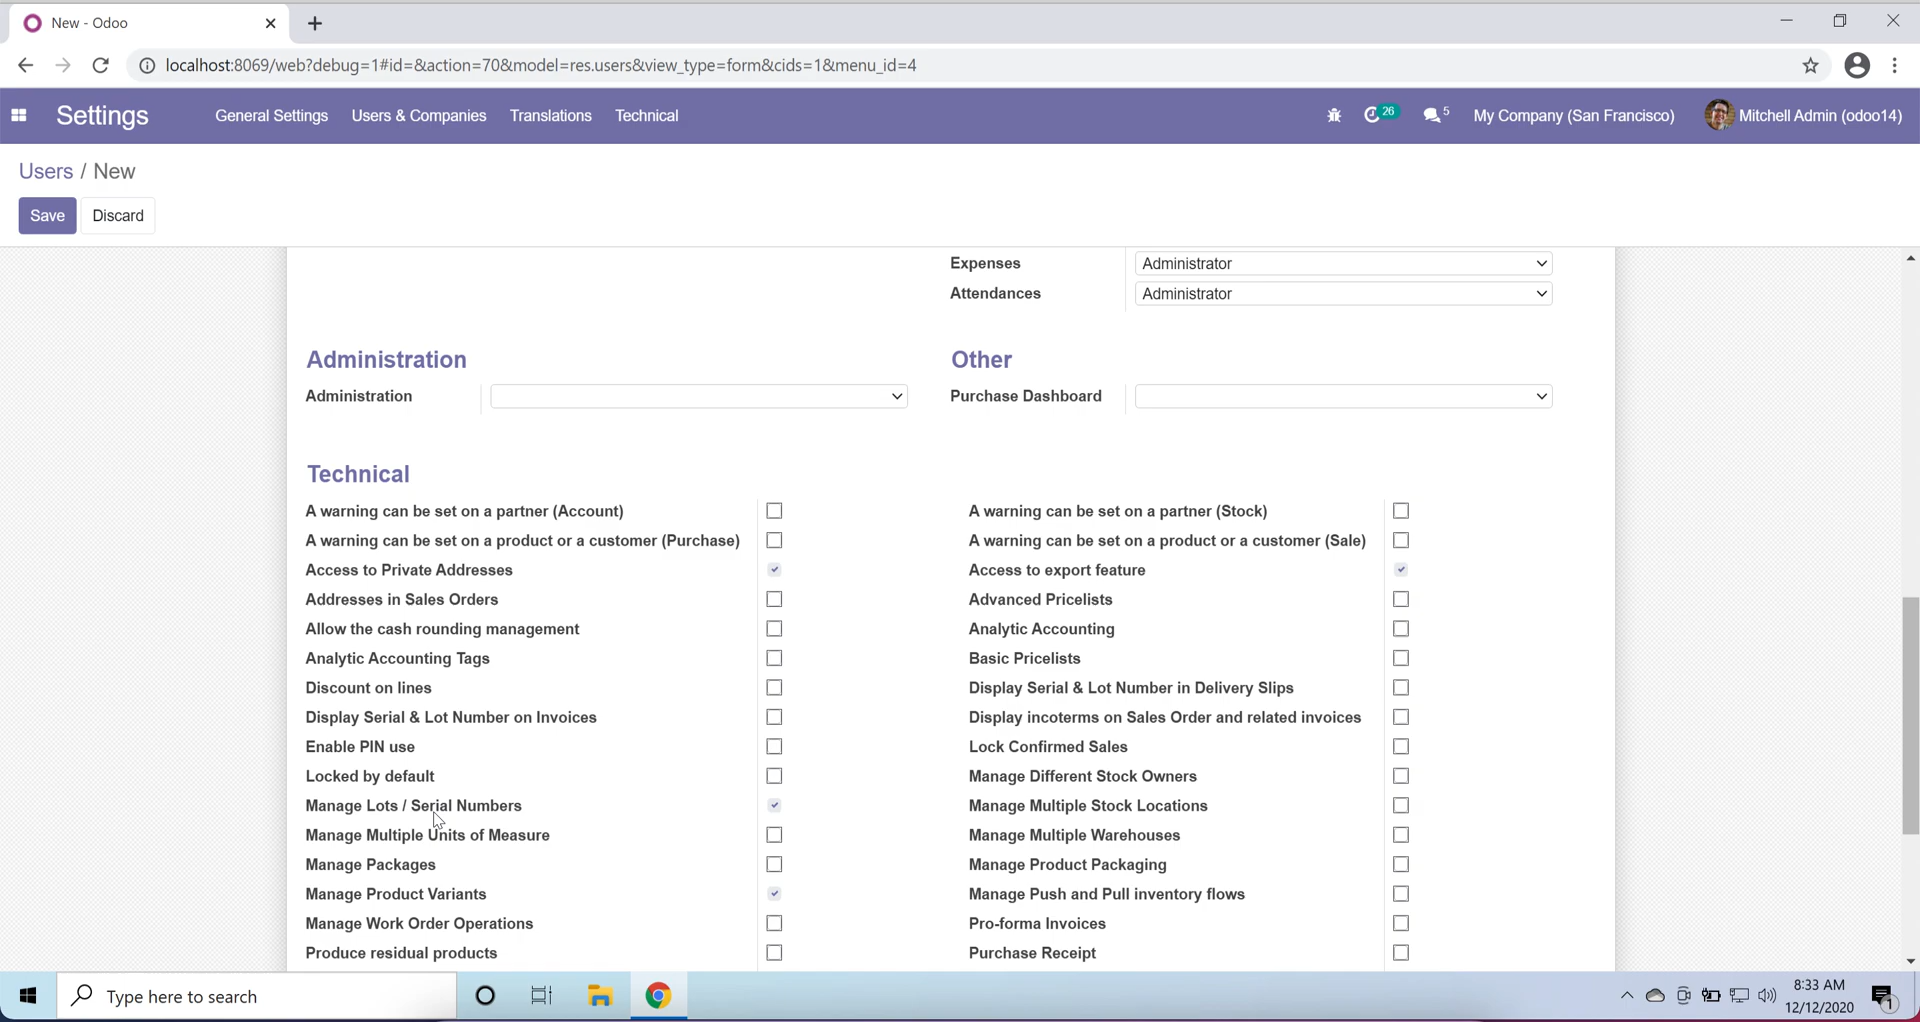 New - Odoo
localhost:8069/web?debug=1#id=&action=70&model=res.users&view_type=form&cids=1&menu_id=4
Settings General Settings Users & Companies Translations Technical 26 5 My Company (San Francisco) Mitchell Admin (odoo14)
Users / New
Save Discard
Expenses Administrator
Attendances Administrator
Administration Other
Administration Purchase Dashboard
Technical
A warning can be set on a partner (Account) A warning can be set on a partner (Stock)
A warning can be set on a product or a customer (Purchase) A warning can be set on a product or a customer (Sale)
Access to Private Addresses Access to export feature
Addresses in Sales Orders Advanced Pricelists
Allow the cash rounding management Analytic Accounting
Analytic Accounting Tags Basic Pricelists
Discount on lines Display Serial & Lot Number in Delivery Slips
Display Serial & Lot Number on Invoices Display incoterms on Sales Order and related invoices
Enable PIN use Lock Confirmed Sales
Locked by default Manage Different Stock Owners
Manage Lots / Serial Numbers Manage Multiple Stock Locations
Manage Multiple Units of Measure Manage Multiple Warehouses
Manage Packages Manage Product Packaging
Manage Product Variants Manage Push and Pull inventory flows
Manage Work Order Operations Pro-forma Invoices
Produce residual products Purchase Receipt
Type here to search 8:33 AM
12/12/2020 1